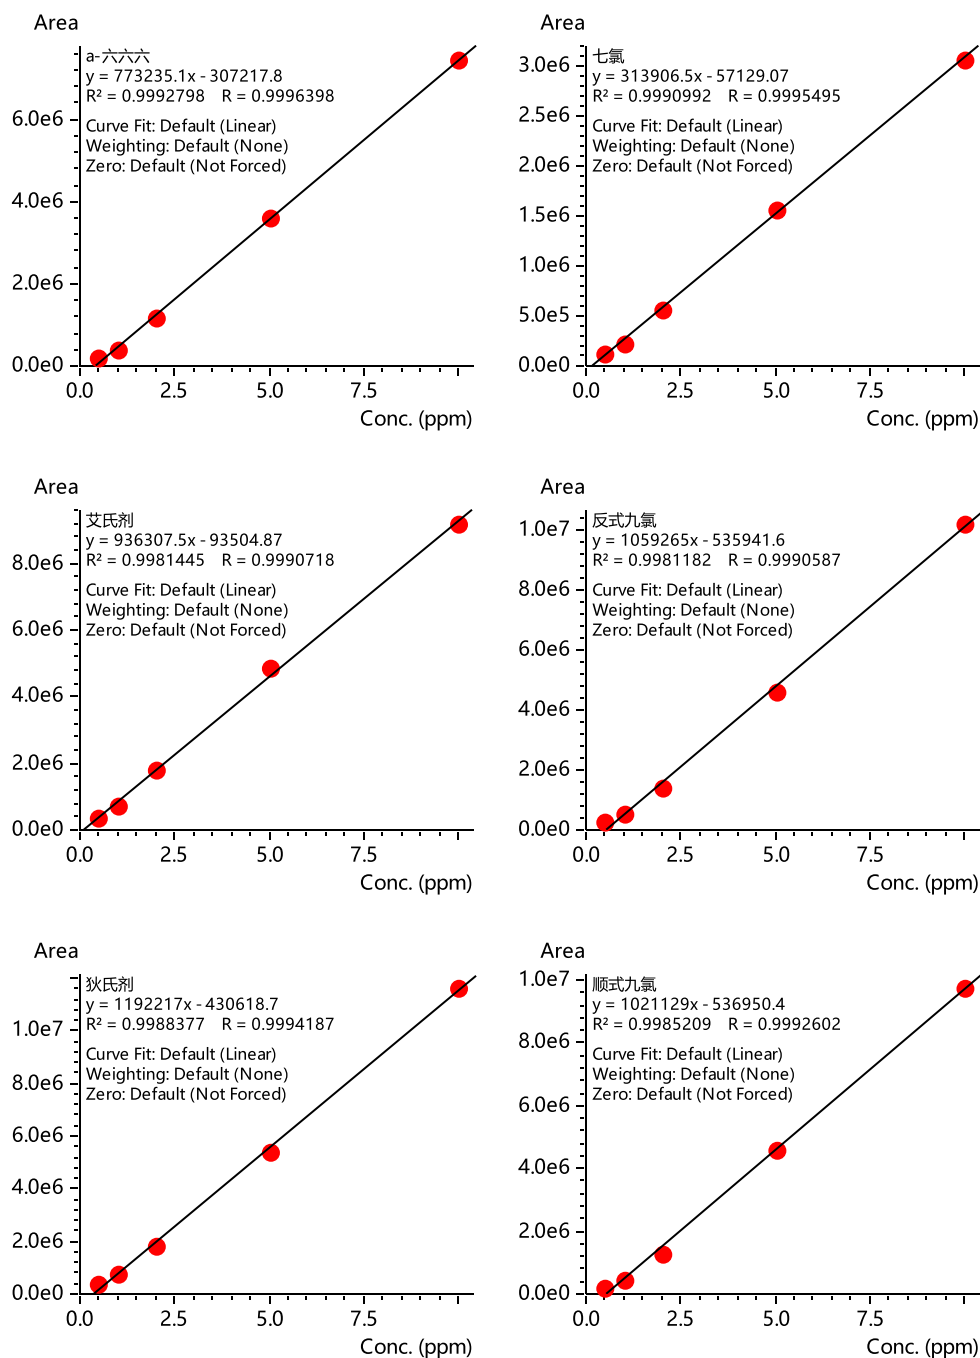 Area
a-六六六
y = 773235.1x - 307217.8
R² = 0.9992798 R = 0.9996398
Curve Fit: Default (Linear)
Weighting: Default (None)
Zero: Default (Not Forced)
6.0e6
4.0e6
2.0e6
0.0e0
0.0 2.5 5.0 7.5
Conc. (ppm)
Area
七氯
y = 313906.5x - 57129.07
R² = 0.9990992 R = 0.9995495
Curve Fit: Default (Linear)
Weighting: Default (None)
Zero: Default (Not Forced)
3.0e6
2.5e6
2.0e6
1.5e6
1.0e6
5.0e5
0.0e0
0.0 2.5 5.0 7.5
Conc. (ppm)
Area
艾氏剂
y = 936307.5x - 93504.87
R² = 0.9981445 R = 0.9990718
Curve Fit: Default (Linear)
Weighting: Default (None)
Zero: Default (Not Forced)
8.0e6
6.0e6
4.0e6
2.0e6
0.0e0
0.0 2.5 5.0 7.5
Conc. (ppm)
Area
反式九氯
y = 1059265x - 535941.6
R² = 0.9981182 R = 0.9990587
Curve Fit: Default (Linear)
Weighting: Default (None)
Zero: Default (Not Forced)
1.0e7
8.0e6
6.0e6
4.0e6
2.0e6
0.0e0
0.0 2.5 5.0 7.5
Conc. (ppm)
Area
狄氏剂
y = 1192217x - 430618.7
R² = 0.9988377 R = 0.9994187
Curve Fit: Default (Linear)
Weighting: Default (None)
Zero: Default (Not Forced)
1.0e7
8.0e6
6.0e6
4.0e6
2.0e6
0.0e0
0.0 2.5 5.0 7.5
Conc. (ppm)
Area
顺式九氯
y = 1021129x - 536950.4
R² = 0.9985209 R = 0.9992602
Curve Fit: Default (Linear)
Weighting: Default (None)
Zero: Default (Not Forced)
1.0e7
8.0e6
6.0e6
4.0e6
2.0e6
0.0e0
0.0 2.5 5.0 7.5
Conc. (ppm)